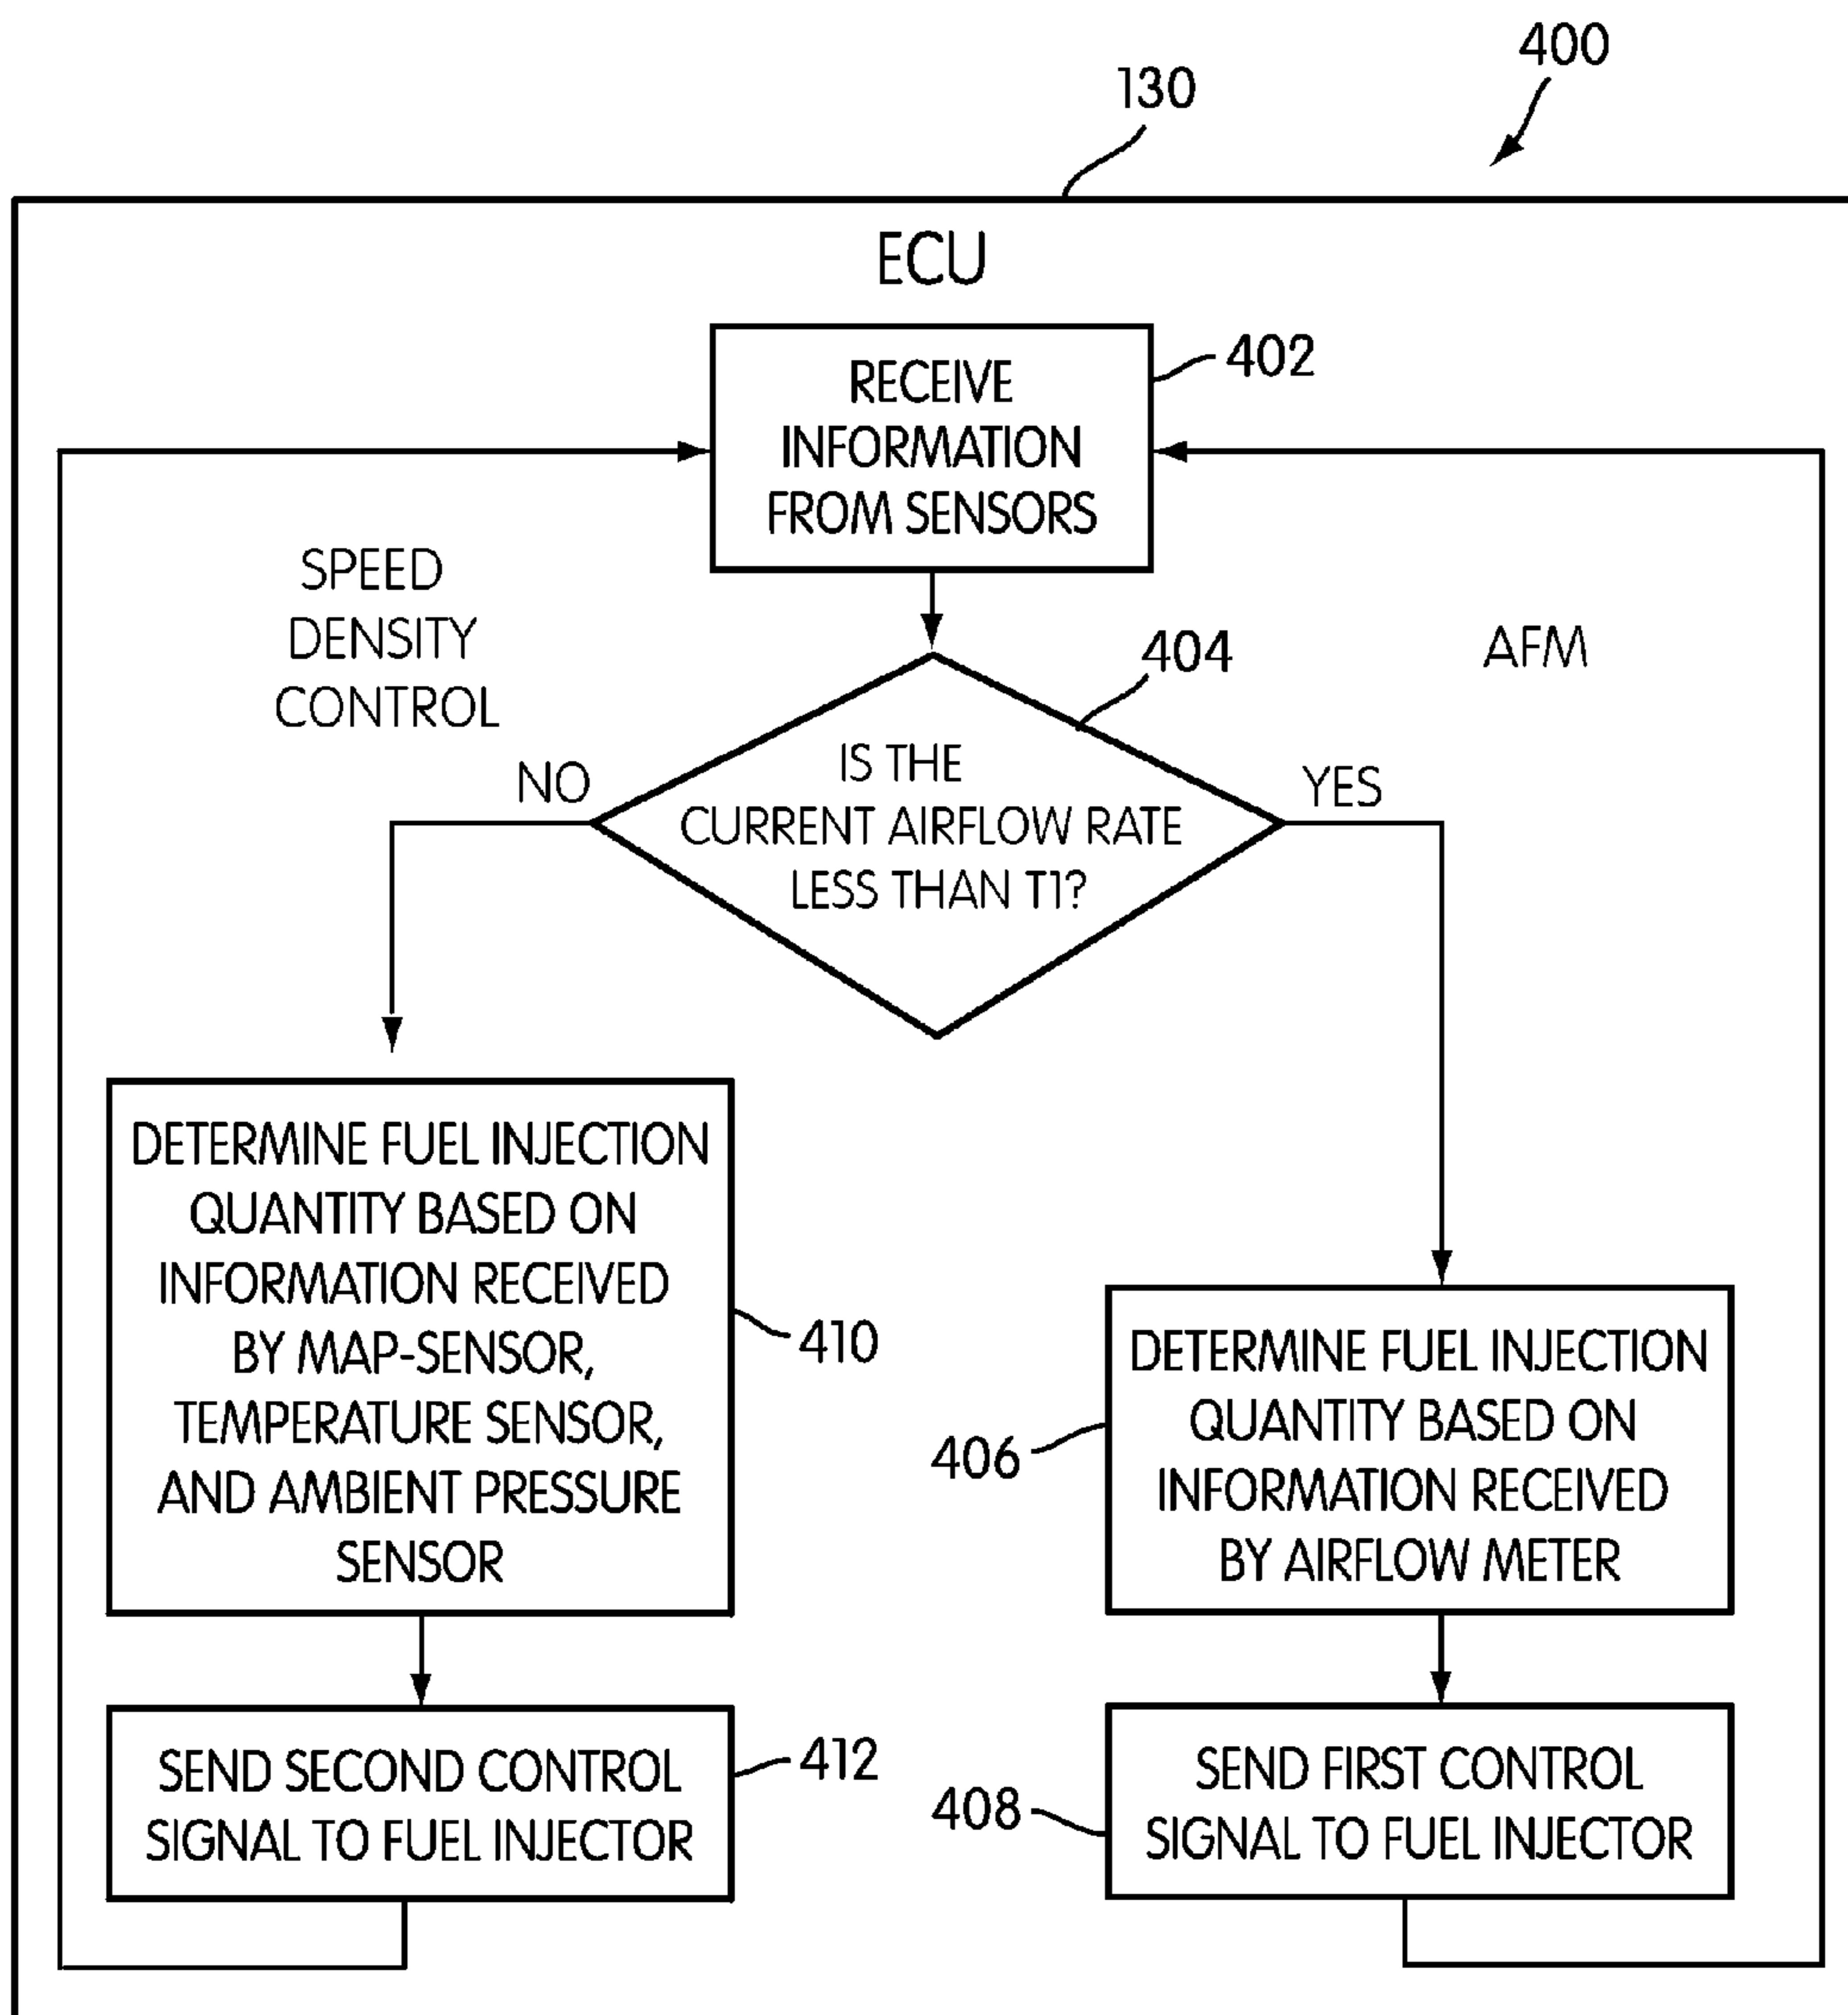 400
130
ECU
RECEIVE
INFORMATION
FROM SENSORS
402
SPEED
DENSITY
CONTROL
AFM
404
IS THE
CURRENT AIRFLOW RATE
LESS THAN T1?
NO
YES
DETERMINE FUEL INJECTION
QUANTITY BASED ON
INFORMATION RECEIVED
BY MAP-SENSOR,
TEMPERATURE SENSOR,
AND AMBIENT PRESSURE
SENSOR
410
DETERMINE FUEL INJECTION
QUANTITY BASED ON
INFORMATION RECEIVED
BY AIRFLOW METER
406
SEND SECOND CONTROL
SIGNAL TO FUEL INJECTOR
412
SEND FIRST CONTROL
SIGNAL TO FUEL INJECTOR
408